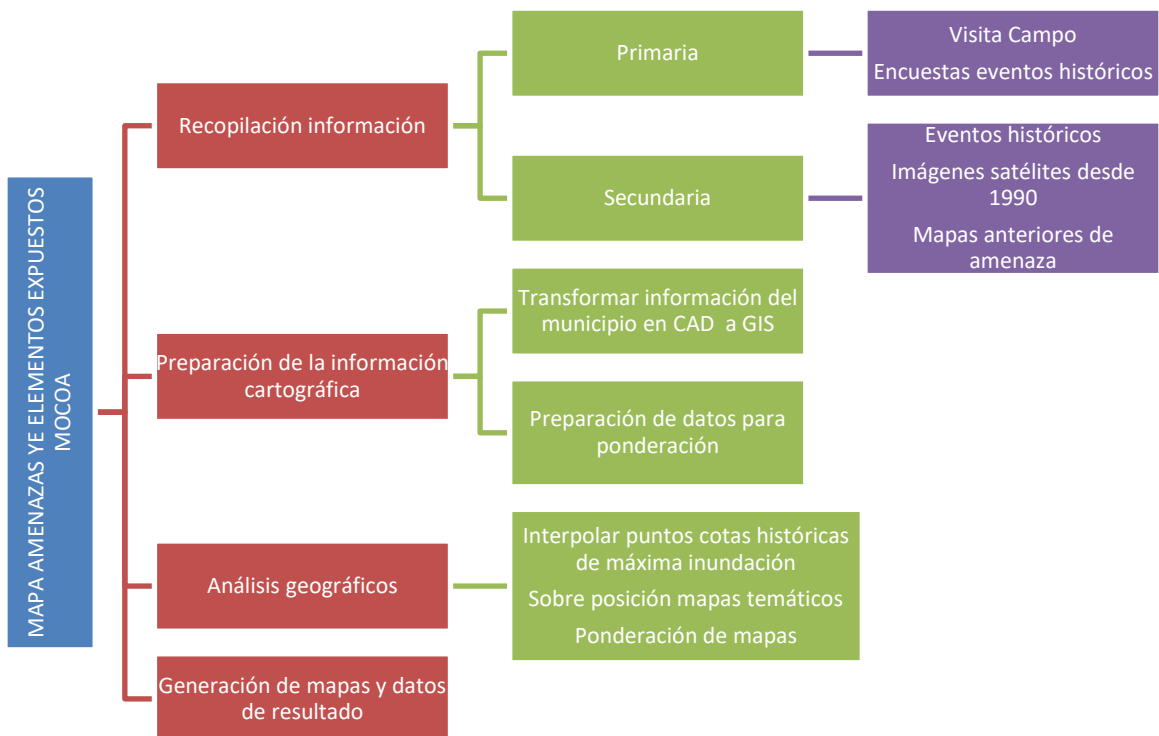 MAPA AMENAZAS YE ELEMENTOS EXPUESTOS
MOCOA
Recopilación información
Primaria
Visita Campo
Encuestas eventos históricos
Secundaria
Eventos históricos
Imágenes satélites desde
1990
Mapas anteriores de
amenaza
Preparación de la información
cartográfica
Transformar información del
municipio en CAD a GIS
Preparación de datos para
ponderación
Análisis geográficos
Interpolar puntos cotas históricas
de máxima inundación
Sobre posición mapas temáticos
Ponderación de mapas
Generación de mapas y datos
de resultado